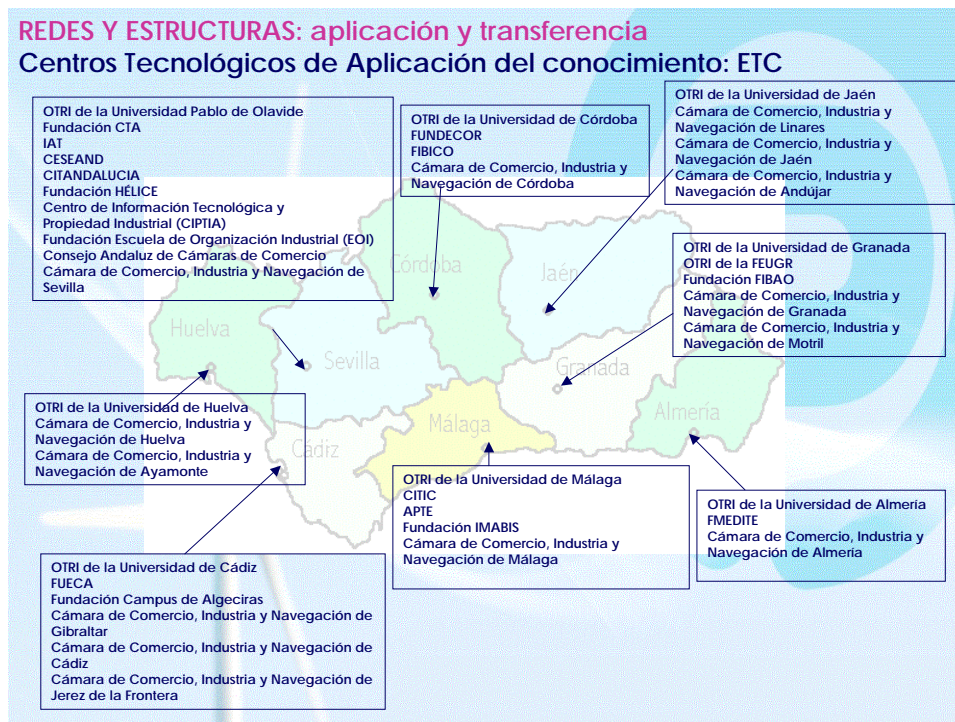 REDES Y ESTRUCTURAS: aplicación y transferencia
Centros Tecnológicos de Aplicación del conocimiento: ETC
OTRI de la Universidad Pablo de Olavide
Fundación CTA
IAT
CESEAND
CITANDALUCIA
Fundación HÉLICE
Centro de Información Tecnológica y
Propiedad Industrial (CIPTIA)
Fundación Escuela de Organización Industrial (EOI)
Consejo Andaluz de Cámaras de Comercio
Cámara de Comercio, Industria y Navegación de
Sevilla
OTRI de la Universidad de Córdoba
FUNDECOR
FIBICO
Cámara de Comercio, Industria y
Navegación de Córdoba
OTRI de la Universidad de Jaén
Cámara de Comercio, Industria y
Navegación de Linares
Cámara de Comercio, Industria y
Navegación de Jaén
Cámara de Comercio, Industria y
Navegación de Andújar
OTRI de la Universidad de Granada
OTRI de la FEUGR
Fundación FIBAO
Cámara de Comercio, Industria y
Navegación de Granada
Cámara de Comercio, Industria y
Navegación de Motril
Córdoba
Jaén
Huelva
Sevilla
Granada
Málaga
Almería
Cádiz
OTRI de la Universidad de Huelva
Cámara de Comercio, Industria y
Navegación de Huelva
Cámara de Comercio, Industria y
Navegación de Ayamonte
OTRI de la Universidad de Málaga
CITIC
APTE
Fundación IMABIS
Cámara de Comercio, Industria y
Navegación de Málaga
OTRI de la Universidad de Almería
FMEDITE
Cámara de Comercio, Industria y
Navegación de Almería
OTRI de la Universidad de Cádiz
FUECA
Fundación Campus de Algeciras
Cámara de Comercio, Industria y Navegación de
Gibraltar
Cámara de Comercio, Industria y Navegación de
Cádiz
Cámara de Comercio, Industria y Navegación de
Jerez de la Frontera